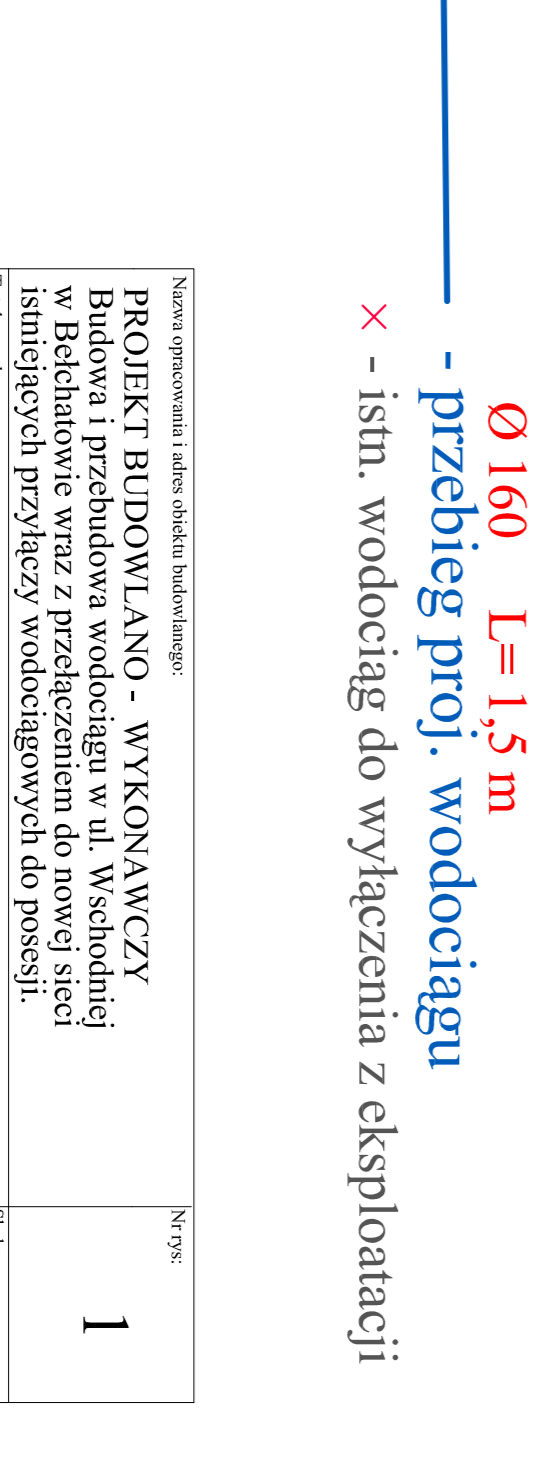 Ø 160 L= 1,5 m
- przebieg proj. wodociągu
× - istn. wodociąg do wyłączenia z eksploatacji
Nazwa opracowania i adres obiektu budowlanego:
PROJEKT BUDOWLANO - WYKONAWCZY
Budowa i przebudowa wodociągu w ul. Wschodniej
w Bełchatowie wraz z przełączeniem do nowej sieci
istniejących przyłączy wodociągowych do posesji.
Nr rys:
1